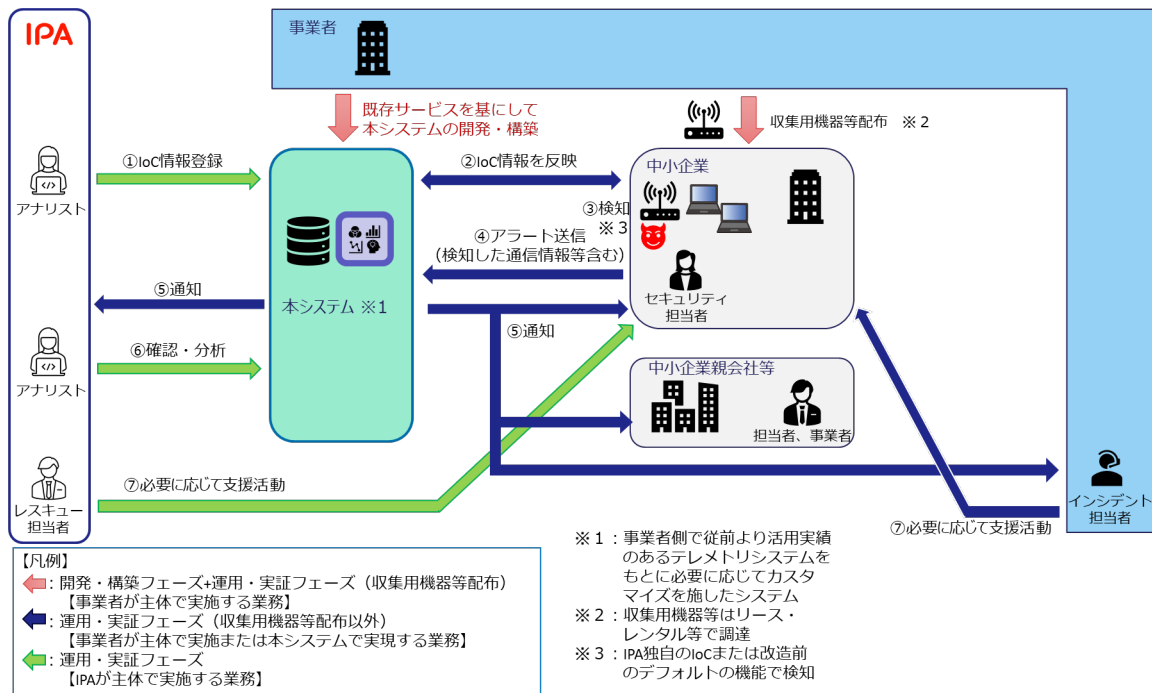 IPA
事業者
既存サービスを基にして
本システムの開発・構築
収集用機器等配布 ※２
①IoC情報登録
アナリスト
②IoC情報を反映
中小企業
③検知
※３
④アラート送信
(検知した通信情報等含む)
セキュリティ
担当者
⑤通知
本システム ※1
⑤通知
⑥確認・分析
アナリスト
中小企業親会社等
担当者、事業者
⑦必要に応じて支援活動
レスキュー
担当者
インシデント
担当者
⑦必要に応じて支援活動
【凡例】
：開発・構築フェーズ+運用・実証フェーズ（収集用機器等配布）
【事業者が主体で実施する業務】
：運用・実証フェーズ（収集用機器等配布以外）
【事業者が主体で実施または本システムで実現する業務】
：運用・実証フェーズ
【IPAが主体で実施する業務】
※１：事業者側で従前より活用実績
のあるテレメトリシステムを
もとに必要に応じてカスタ
マイズを施したシステム
※２：収集用機器等はリース・
レンタル等で調達
※３：IPA独自のIoCまたは改造前
のデフォルトの機能で検知